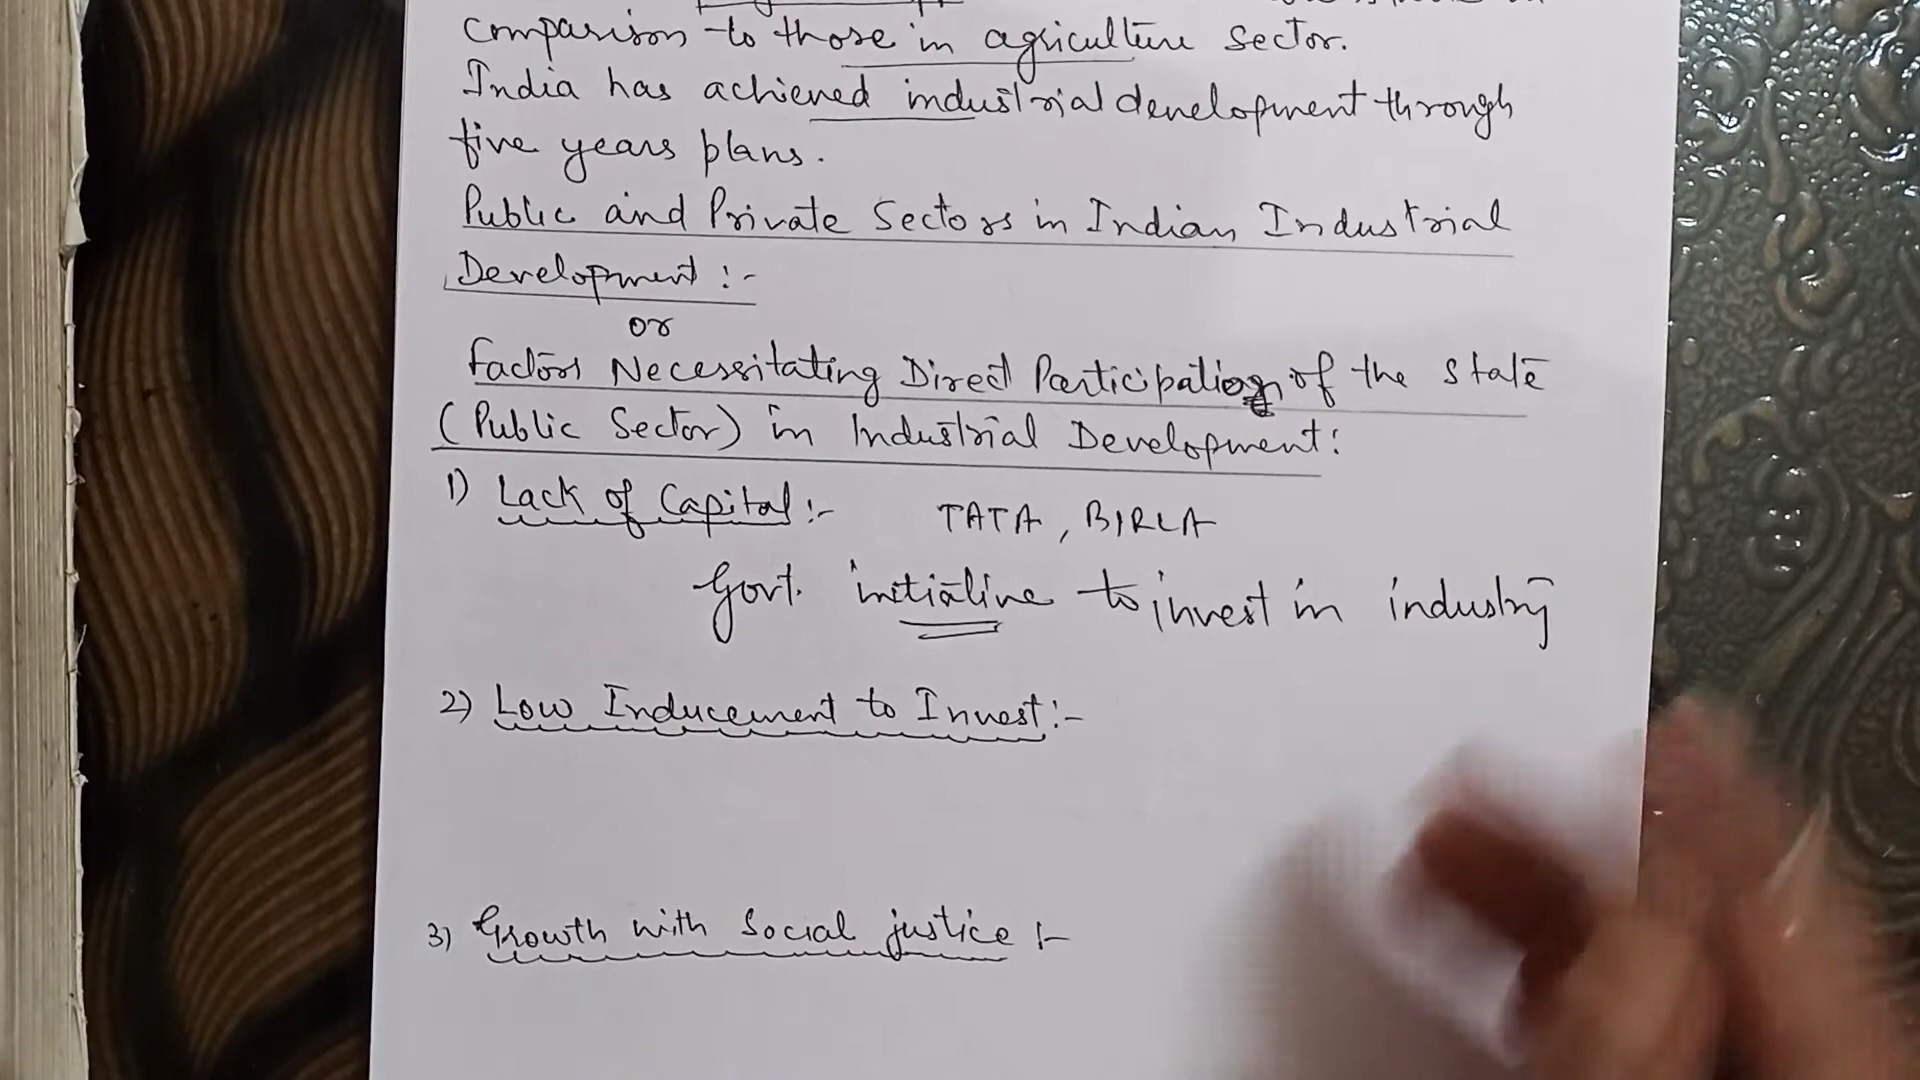 comparison to those in agriculture sector.
India has achieved industrial development through
five years plans.
Public and Private Sectors in Indian Industrial
Development :-
or
Factors Necessitating Direct Participation of the State
(Public Sector) in Industrial Development:
1) Lack of Capital :- TATA, BIRLA
Govt. initiative to invest in industry
2) Low Inducement to Invest :-
3) Growth with Social justice :-